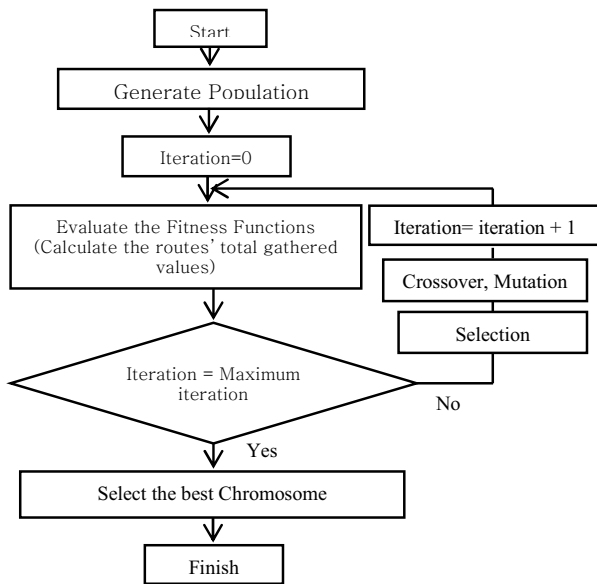 Start
Generate Population
Iteration=0
Evaluate the Fitness Functions
(Calculate the routes' total gathered
values)
Iteration= iteration + 1
Crossover, Mutation
Selection
Iteration = Maximum
iteration
No
Yes
Select the best Chromosome
Finish